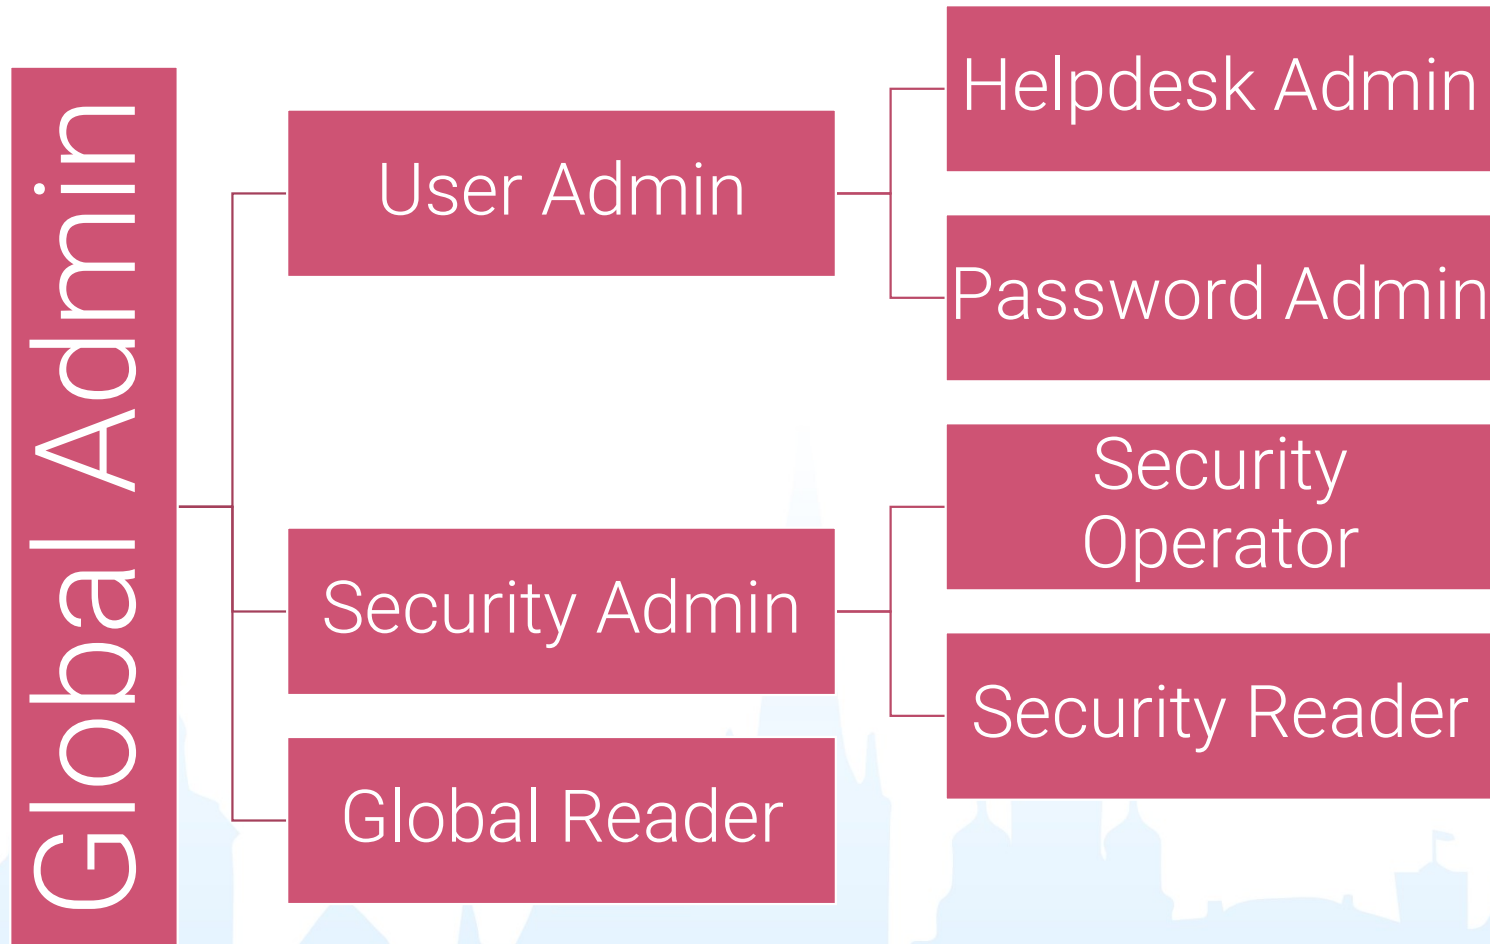 Global Admin
User Admin
Helpdesk Admin
Password Admin
Security Admin
Security
Operator
Security Reader
Global Reader